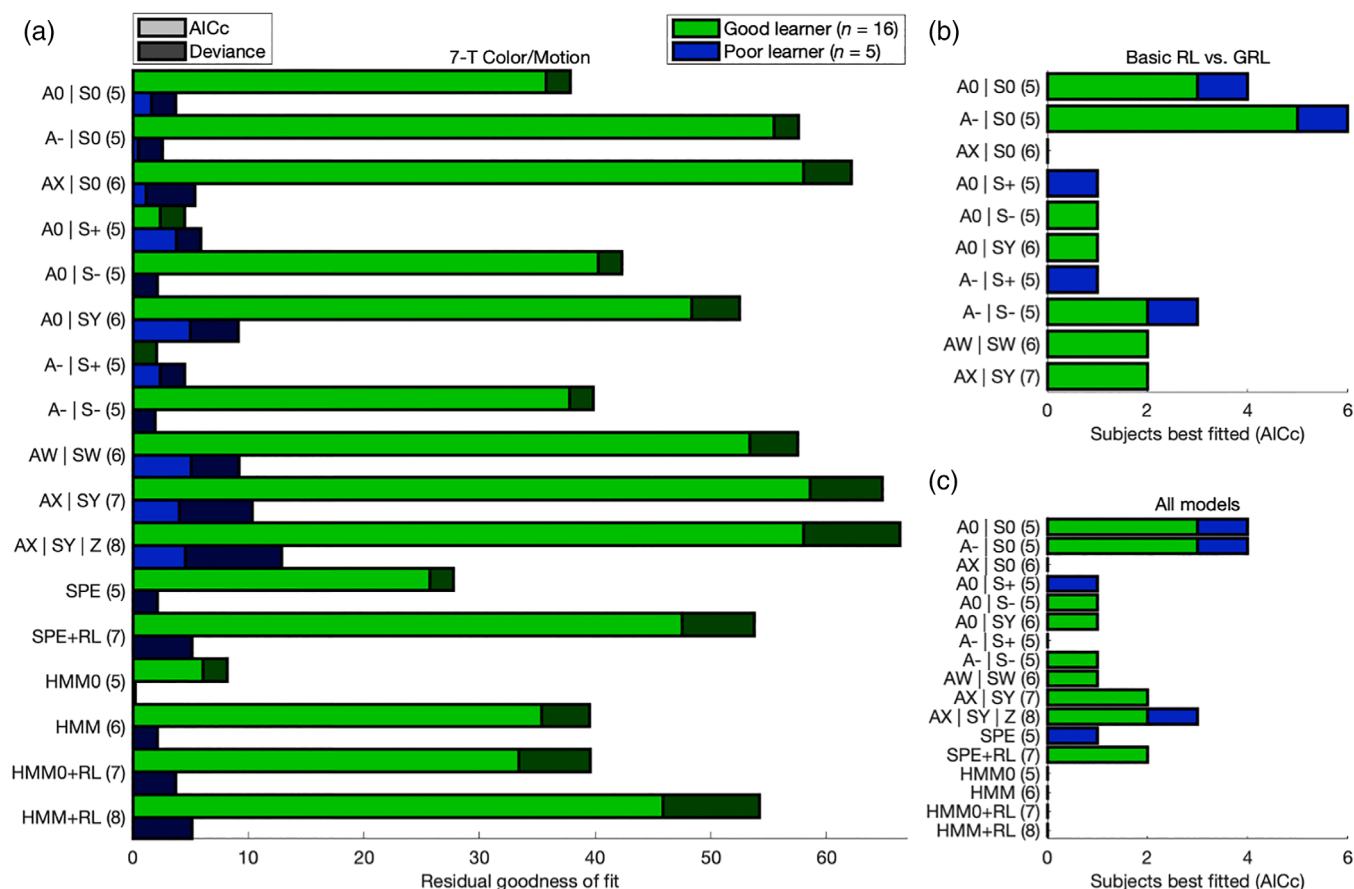 (a)
AICc
Deviance
7-T Color/Motion
Good learner (n = 16)
Poor learner (n = 5)
A0 | S0 (5)
A- | S0 (5)
AX | S0 (6)
A0 | S+ (5)
A0 | S- (5)
A0 | SY (6)
A- | S+ (5)
A- | S- (5)
AW | SW (6)
AX | SY (7)
AX | SY | Z (8)
SPE (5)
SPE+RL (7)
HMM0 (5)
HMM (6)
HMM0+RL (7)
HMM+RL (8)
0 10 20 30 40 50 60
Residual goodness of fit
(b)
Basic RL vs. GRL
A0 | S0 (5)
A- | S0 (5)
AX | S0 (6)
A0 | S+ (5)
A0 | S- (5)
A0 | SY (6)
A- | S+ (5)
A- | S- (5)
AW | SW (6)
AX | SY (7)
0 2 4 6
Subjects best fitted (AICc)
(c)
All models
A0 | S0 (5)
A- | S0 (5)
AX | S0 (6)
A0 | S+ (5)
A0 | S- (5)
A0 | SY (6)
A- | S+ (5)
A- | S- (5)
AW | SW (6)
AX | SY (7)
AX | SY | Z (8)
SPE (5)
SPE+RL (7)
HMM0 (5)
HMM (6)
HMM0+RL (7)
HMM+RL (8)
0 2 4 6
Subjects best fitted (AICc)